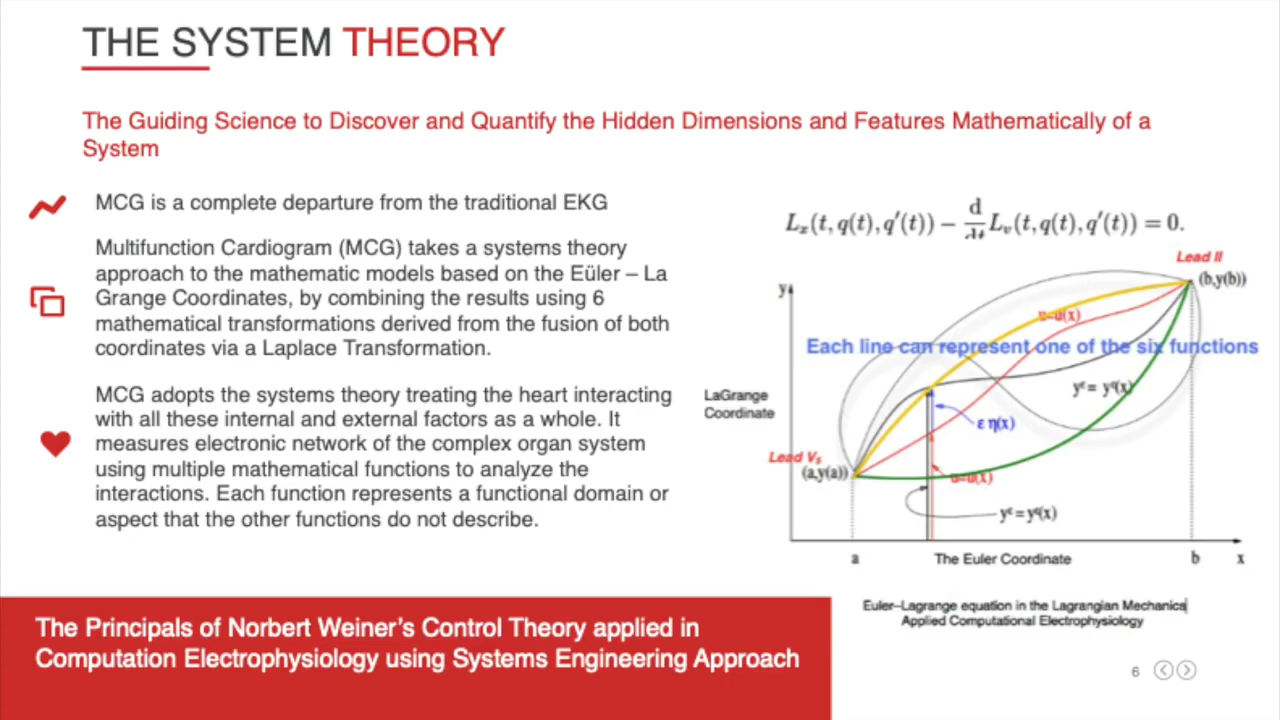 THE SYSTEM THEORY
The Guiding Science to Discover and Quantify the Hidden Dimensions and Features Mathematically of a
System
MCG is a complete departure from the traditional EKG
Multifunction Cardiogram (MCG) takes a systems theory
approach to the mathematic models based on the Eüler – La
Grange Coordinates, by combining the results using 6
mathematical transformations derived from the fusion of both
coordinates via a Laplace Transformation.
MCG adopts the systems theory treating the heart interacting
with all these internal and external factors as a whole. It
measures electronic network of the complex organ system
using multiple mathematical functions to analyze the
interactions. Each function represents a functional domain or
aspect that the other functions do not describe.
The Principals of Norbert Weiner's Control Theory applied in
Computation Electrophysiology using Systems Engineering Approach
Lₓ(t, q(t), q′(t)) − d/dt Lᵥ(t, q(t), q′(t)) = 0.
Lead II
(b,y(b))
y
u=u(x)
Each line can represent one of the six functions
yᵋ = yᵋ(x)
LaGrange
Coordinate
ε η(x)
Lead V₅
(a,y(a))
u=u(x)
yᵋ = yᵋ(x)
a
The Euler Coordinate
b
x
Euler–Lagrange equation in the Lagrangian Mechanics
Applied Computational Electrophysiology
6